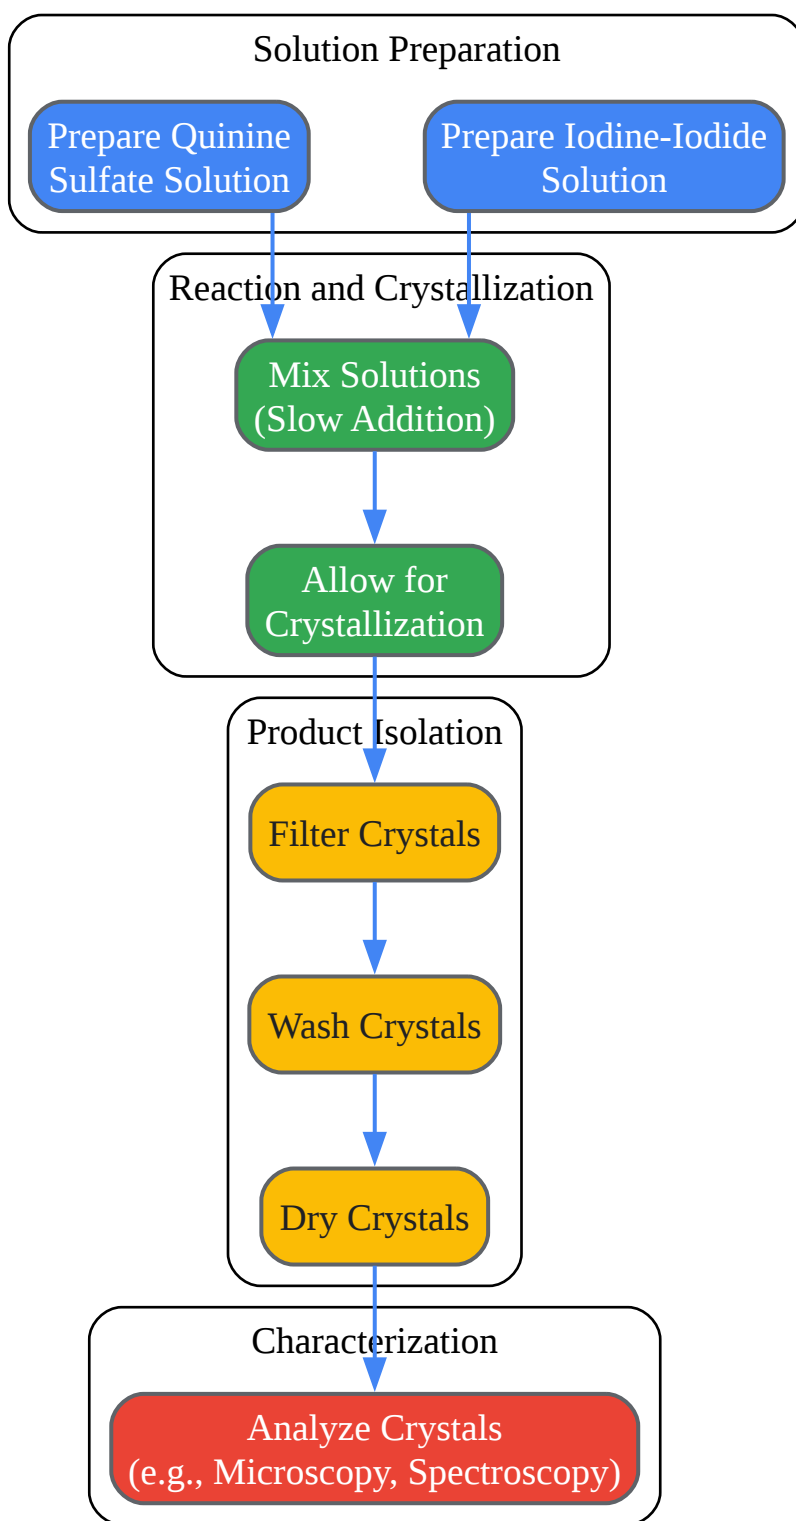 Solution Preparation
Prepare Quinine
Sulfate Solution
Prepare Iodine-Iodide
Solution
Reaction and Crystallization
Mix Solutions
(Slow Addition)
Allow for
Crystallization
Product Isolation
Filter Crystals
Wash Crystals
Dry Crystals
Characterization
Analyze Crystals
(e.g., Microscopy, Spectroscopy)